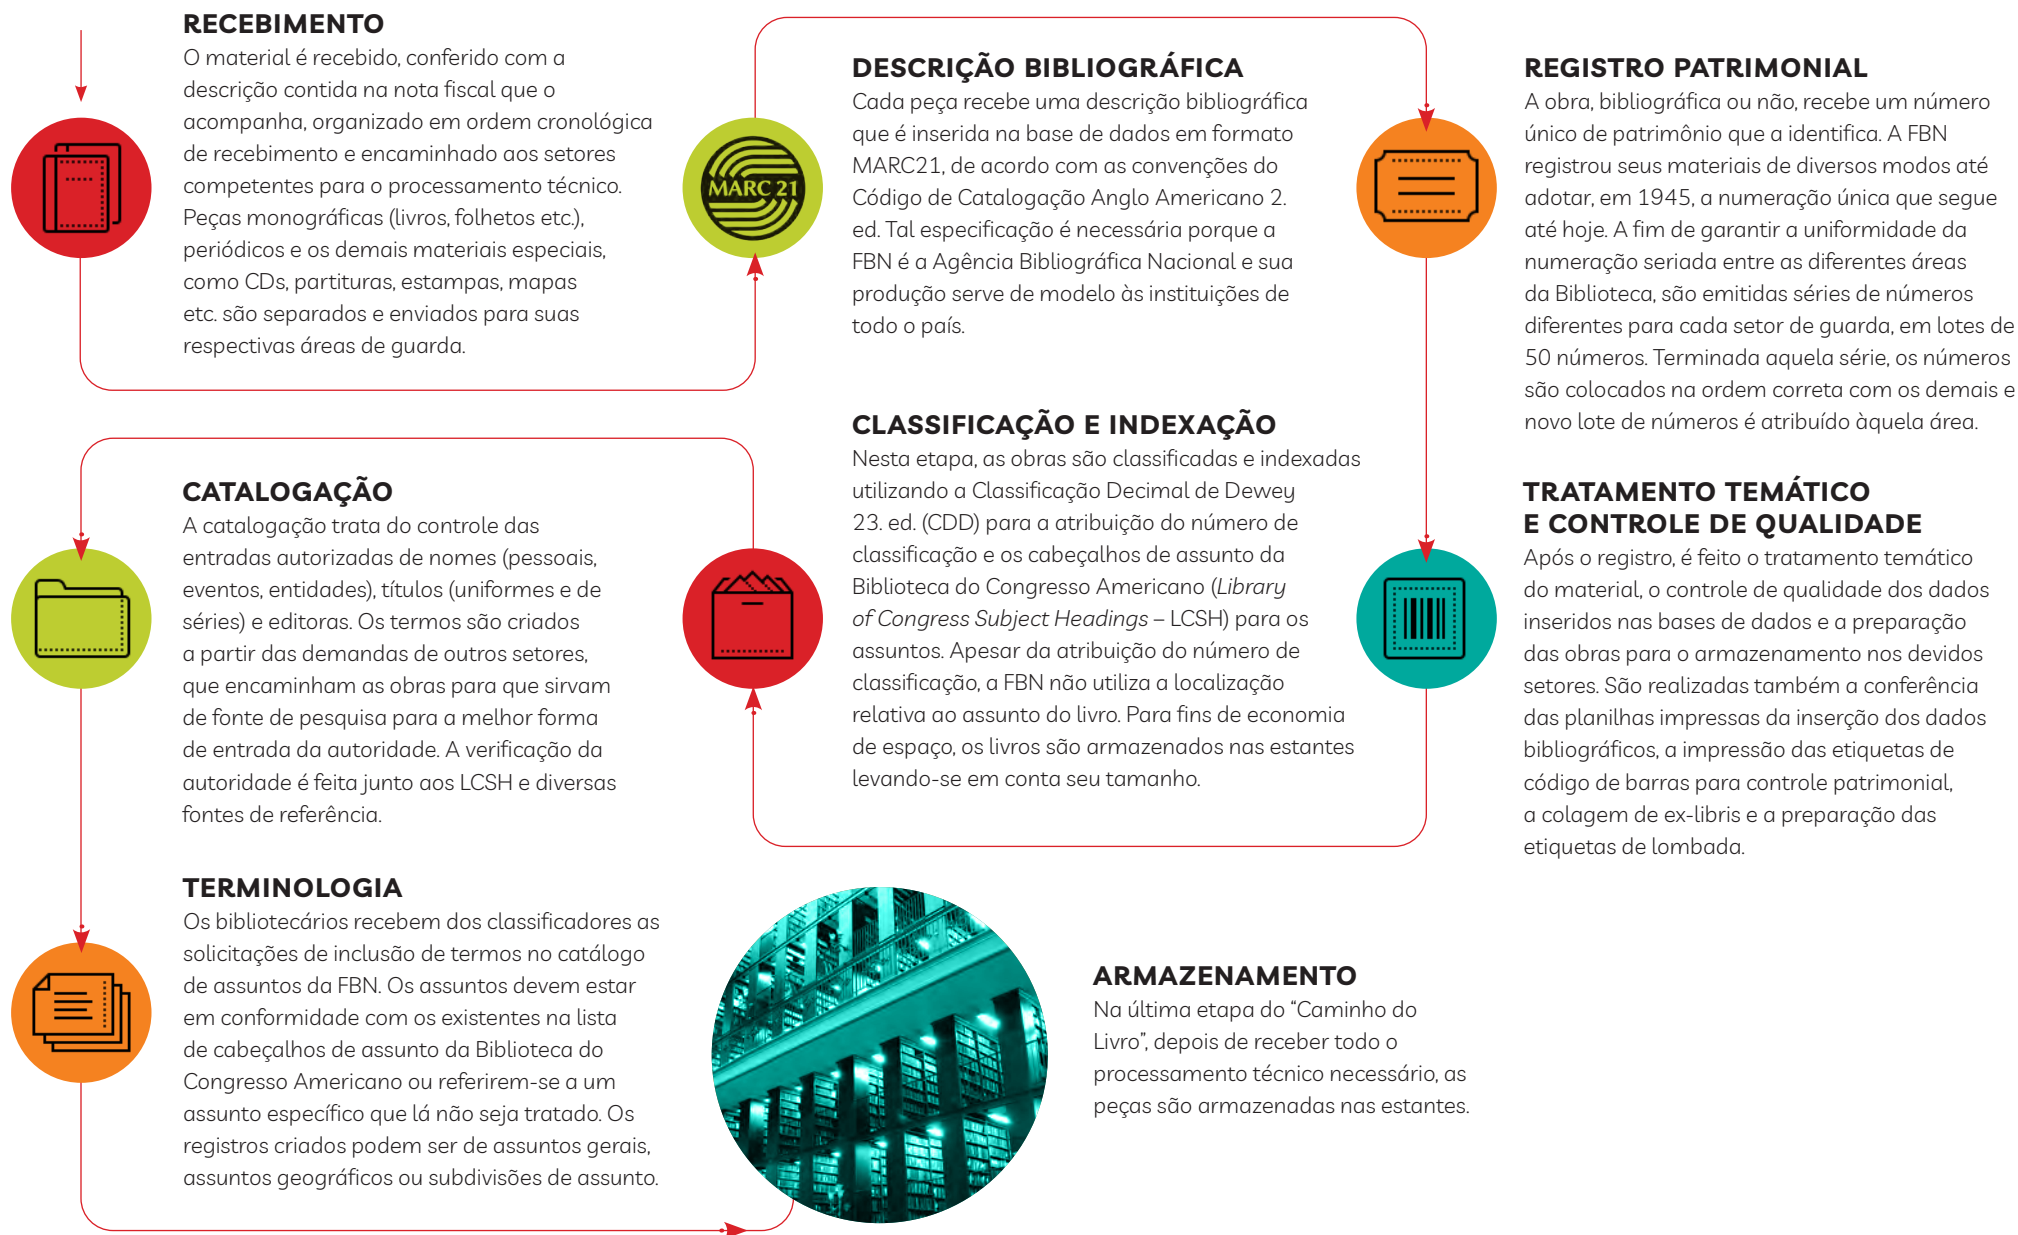 RECEBIMENTO
O material é recebido, conferido com a
descrição contida na nota fiscal que o
acompanha, organizado em ordem cronológica
de recebimento e encaminhado aos setores
competentes para o processamento técnico.
Peças monográficas (livros, folhetos etc.),
periódicos e os demais materiais especiais,
como CDs, partituras, estampas, mapas
etc. são separados e enviados para suas
respectivas áreas de guarda.
MARC 21
DESCRIÇÃO BIBLIOGRÁFICA
Cada peça recebe uma descrição bibliográfica
que é inserida na base de dados em formato
MARC21, de acordo com as convenções do
Código de Catalogação Anglo Americano 2.
ed. Tal especificação é necessária porque a
FBN é a Agência Bibliográfica Nacional e sua
produção serve de modelo às instituições de
todo o país.
REGISTRO PATRIMONIAL
A obra, bibliográfica ou não, recebe um número
único de patrimônio que a identifica. A FBN
registrou seus materiais de diversos modos até
adotar, em 1945, a numeração única que segue
até hoje. A fim de garantir a uniformidade da
numeração seriada entre as diferentes áreas
da Biblioteca, são emitidas séries de números
diferentes para cada setor de guarda, em lotes de
50 números. Terminada aquela série, os números
são colocados na ordem correta com os demais e
novo lote de números é atribuído àquela área.
TRATAMENTO TEMÁTICO
E CONTROLE DE QUALIDADE
Após o registro, é feito o tratamento temático
do material, o controle de qualidade dos dados
inseridos nas bases de dados e a preparação
das obras para o armazenamento nos devidos
setores. São realizadas também a conferência
das planilhas impressas da inserção dos dados
bibliográficos, a impressão das etiquetas de
código de barras para controle patrimonial,
a colagem de ex-libris e a preparação das
etiquetas de lombada.
CLASSIFICAÇÃO E INDEXAÇÃO
Nesta etapa, as obras são classificadas e indexadas
utilizando a Classificação Decimal de Dewey
23. ed. (CDD) para a atribuição do número de
classificação e os cabeçalhos de assunto da
Biblioteca do Congresso Americano (Library
of Congress Subject Headings – LCSH) para os
assuntos. Apesar da atribuição do número de
classificação, a FBN não utiliza a localização
relativa ao assunto do livro. Para fins de economia
de espaço, os livros são armazenados nas estantes
levando-se em conta seu tamanho.
CATALOGAÇÃO
A catalogação trata do controle das
entradas autorizadas de nomes (pessoais,
eventos, entidades), títulos (uniformes e de
séries) e editoras. Os termos são criados
a partir das demandas de outros setores,
que encaminham as obras para que sirvam
de fonte de pesquisa para a melhor forma
de entrada da autoridade. A verificação da
autoridade é feita junto aos LCSH e diversas
fontes de referência.
TERMINOLOGIA
Os bibliotecários recebem dos classificadores as
solicitações de inclusão de termos no catálogo
de assuntos da FBN. Os assuntos devem estar
em conformidade com os existentes na lista
de cabeçalhos de assunto da Biblioteca do
Congresso Americano ou referirem-se a um
assunto específico que lá não seja tratado. Os
registros criados podem ser de assuntos gerais,
assuntos geográficos ou subdivisões de assunto.
ARMAZENAMENTO
Na última etapa do “Caminho do
Livro”, depois de receber todo o
processamento técnico necessário, as
peças são armazenadas nas estantes.